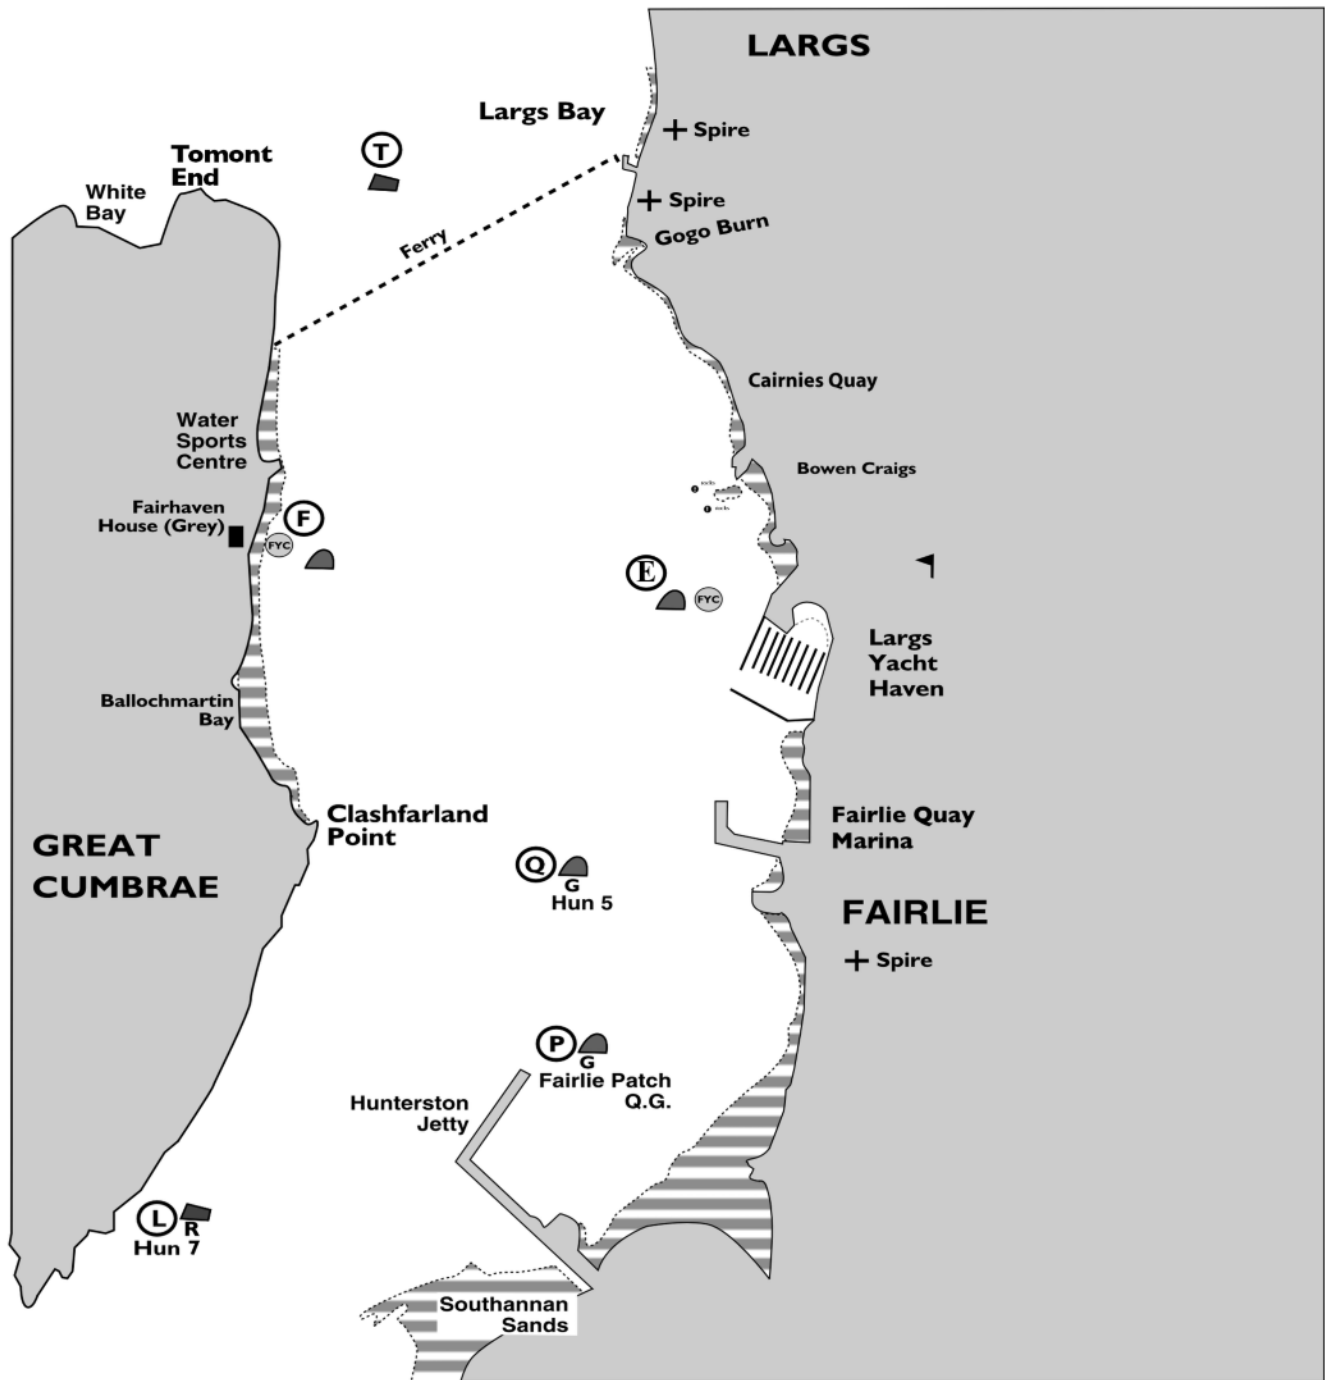 LARGS
Largs Bay
Spire
T
Tomont
End
White
Bay
Spire
Gogo Burn
Ferry
Cairnies Quay
Water
Sports
Centre
Bowen Craigs
rocks
rocks
Fairhaven
House (Grey)
F
FYC
E
FYC
Largs
Yacht
Haven
Ballochmartin
Bay
Clashfarland
Point
Fairlie Quay
Marina
GREAT
CUMBRAE
Q
G
Hun 5
FAIRLIE
Spire
P
G
Fairlie Patch
Q.G.
Hunterston
Jetty
L
R
Hun 7
Southannan
Sands